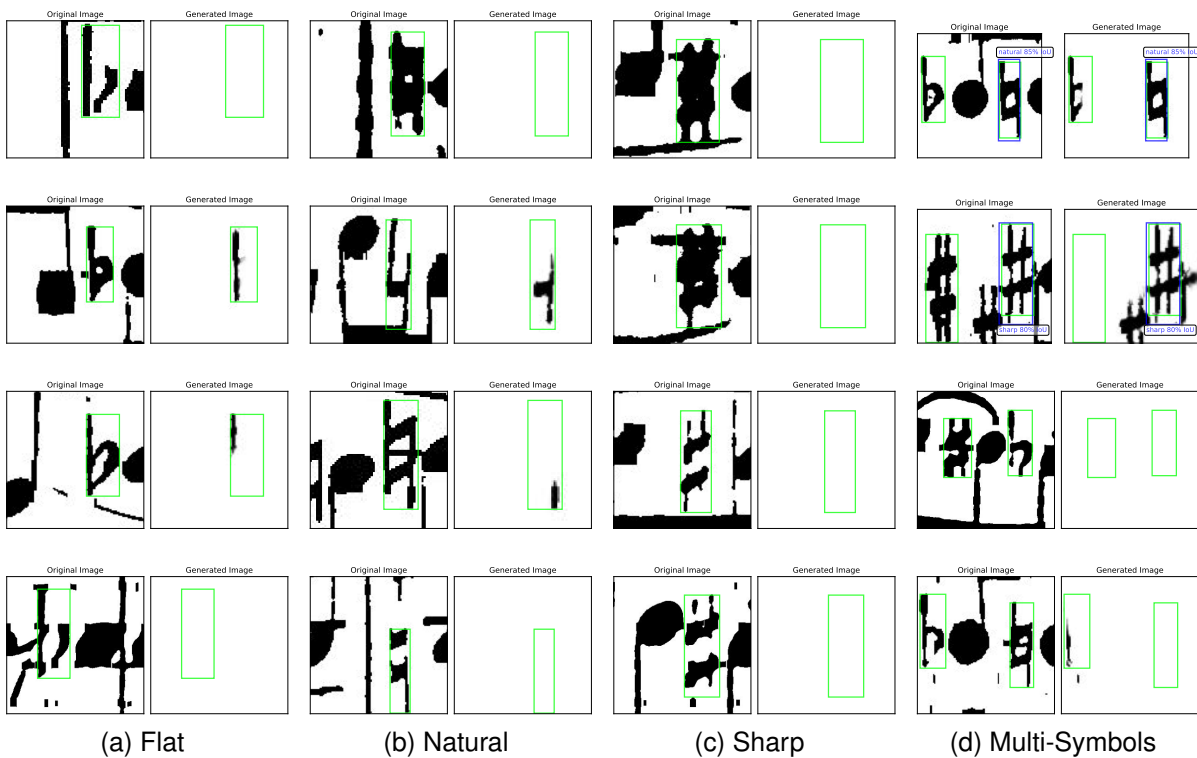 Original Image Generated Image Original Image Generated Image Original Image Generated Image Original Image Generated Image
natural 85% IoU natural 85% IoU
Original Image Generated Image Original Image Generated Image Original Image Generated Image Original Image Generated Image
sharp 80% IoU sharp 80% IoU
Original Image Generated Image Original Image Generated Image Original Image Generated Image Original Image Generated Image
Original Image Generated Image Original Image Generated Image Original Image Generated Image Original Image Generated Image
(a) Flat (b) Natural (c) Sharp (d) Multi-Symbols